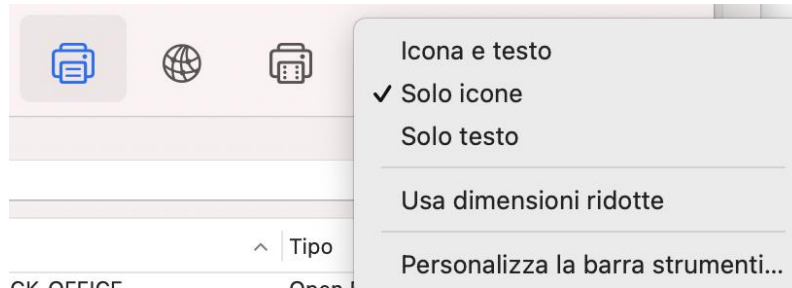 Icona e testo
✓ Solo icone
Solo testo
Usa dimensioni ridotte
Tipo
Personalizza la barra strumenti...